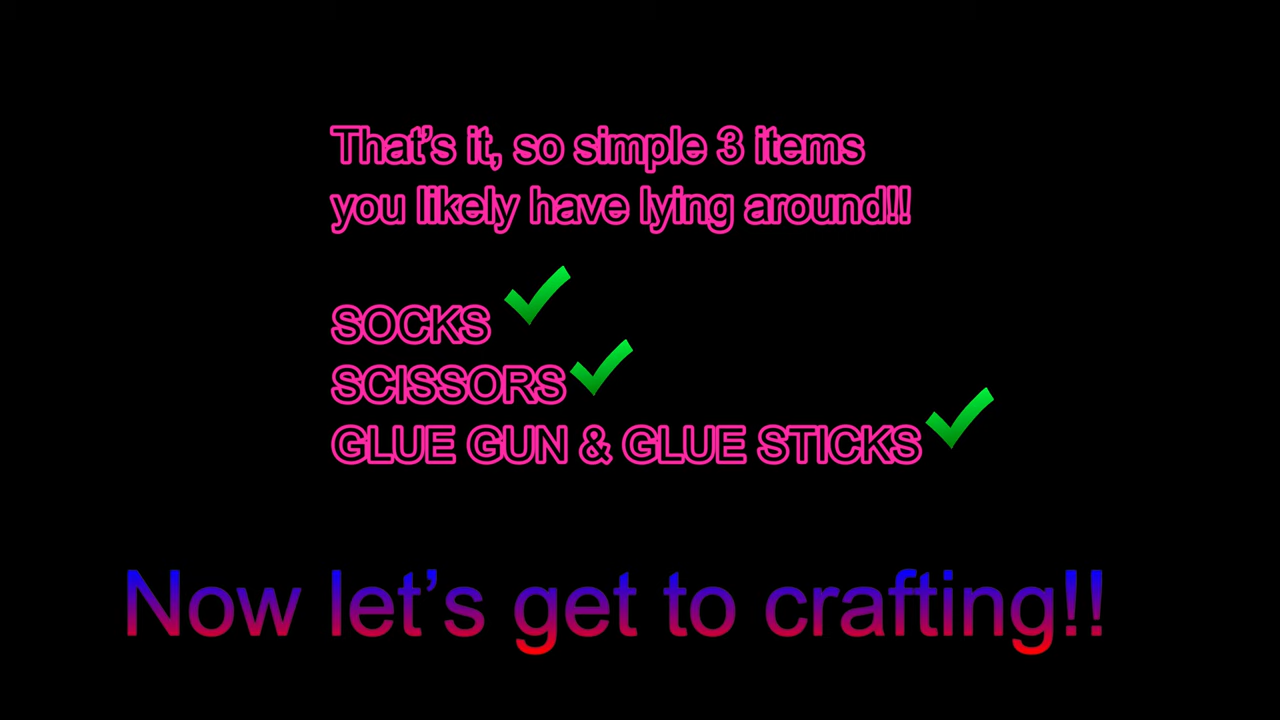 That’s it, so simple 3 items
you likely have lying around!!
SOCKS
SCISSORS
GLUE GUN & GLUE STICKS
Now let’s get to crafting!!